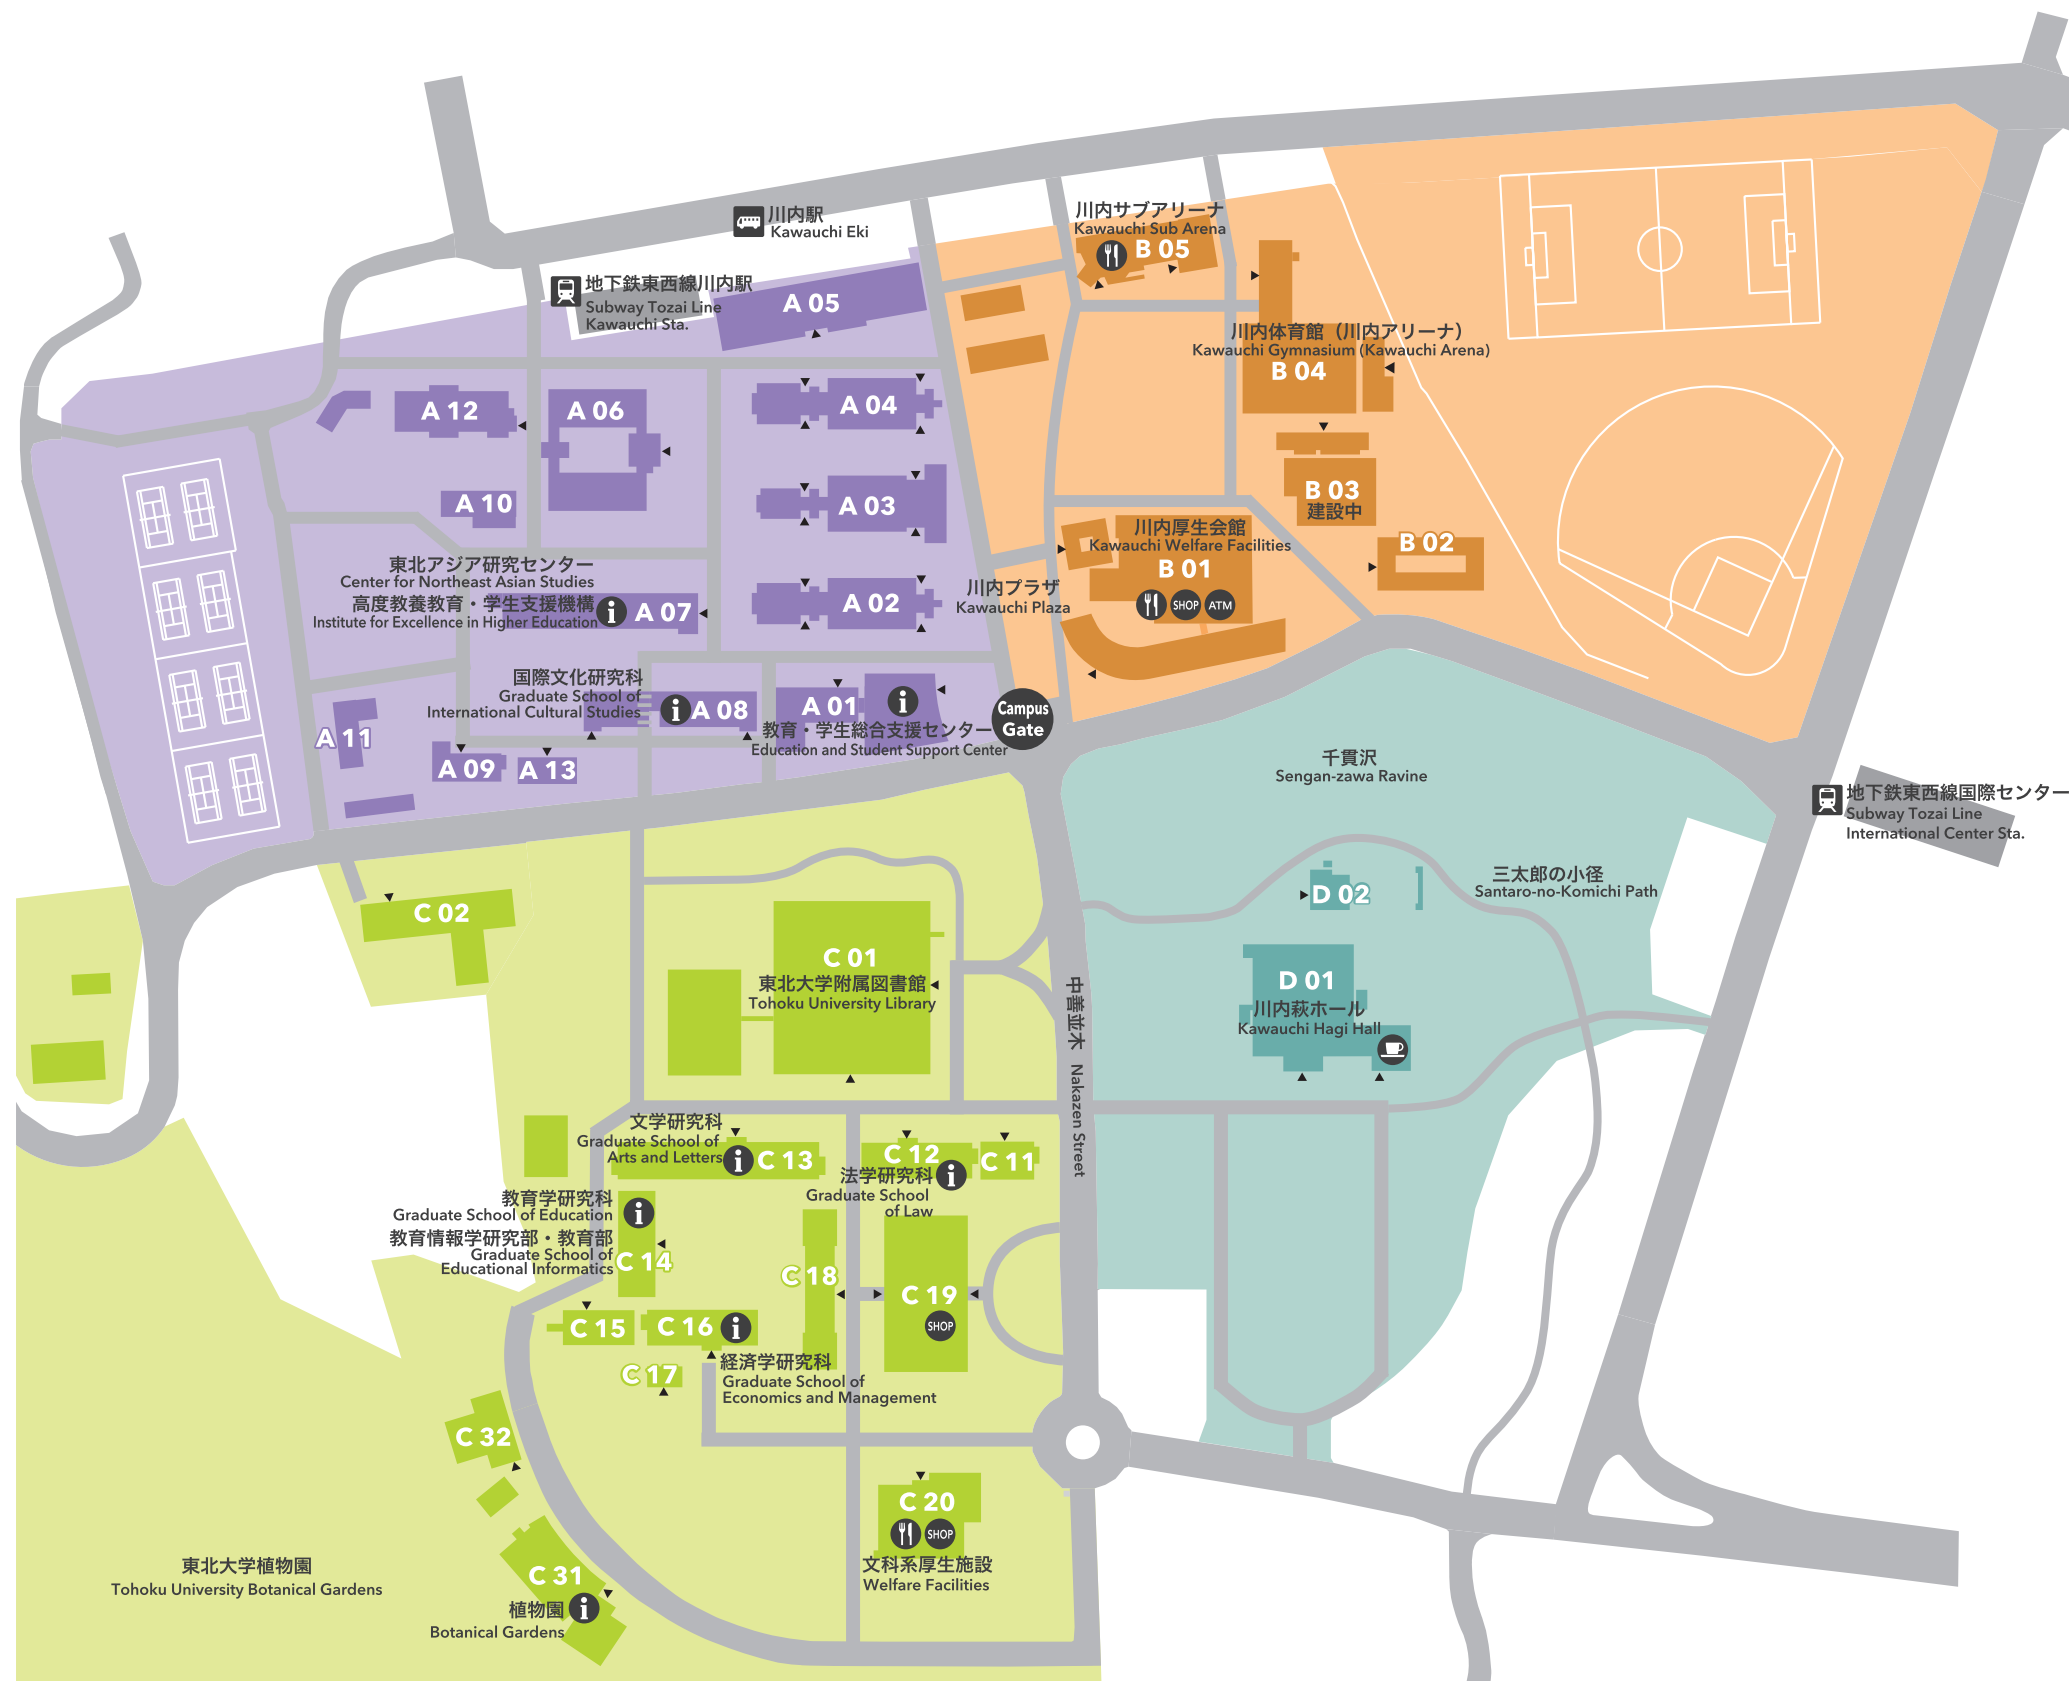 川内駅
Kawauchi Eki
地下鉄東西線川内駅
Subway Tozai Line
Kawauchi Sta.
A 05
川内サブアリーナ
Kawauchi Sub Arena
B 05
川内体育館（川内アリーナ）
Kawauchi Gymnasium (Kawauchi Arena)
B 04
A 12
A 06
A 04
A 10
A 03
B 03
建設中
川内厚生会館
Kawauchi Welfare Facilities
B 01
SHOP
ATM
B 02
東北アジア研究センター
Center for Northeast Asian Studies
高度教養教育・学生支援機構
Institute for Excellence in Higher Education
A 07
A 02
川内プラザ
Kawauchi Plaza
国際文化研究科
Graduate School of
International Cultural Studies
A 08
A 01
教育・学生総合支援センター
Education and Student Support Center
Campus
Gate
A 11
A 09
A 13
千貫沢
Sengan-zawa Ravine
地下鉄東西線国際センター
Subway Tozai Line
International Center Sta.
三太郎の小径
Santaro-no-Komichi Path
D 02
C 02
C 01
東北大学附属図書館
Tohoku University Library
D 01
川内萩ホール
Kawauchi Hagi Hall
中善並木 Nakazen Street
文学研究科
Graduate School of
Arts and Letters
C 13
C 12
C 11
法学研究科
Graduate School
of Law
教育学研究科
Graduate School of Education
教育情報学研究部・教育部
Graduate School of
Educational Informatics
C 14
C 18
C 19
SHOP
C 15
C 16
経済学研究科
Graduate School of
Economics and Management
C 17
C 32
C 20
SHOP
文科系厚生施設
Welfare Facilities
東北大学植物園
Tohoku University Botanical Gardens
C 31
植物園
Botanical Gardens